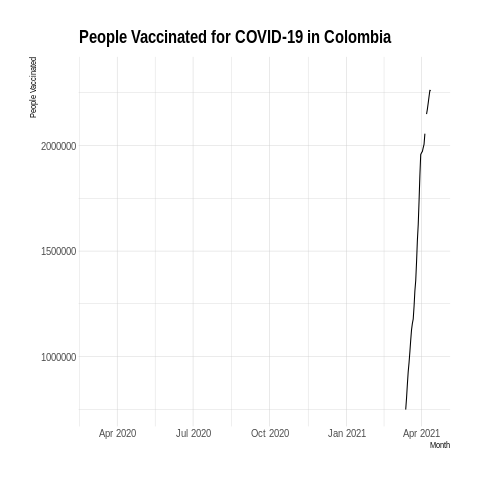 People Vaccinated for COVID-19 in Colombia
People Vaccinated
2000000
1500000
1000000
Apr 2020 Jul 2020 Oct 2020 Jan 2021 Apr 2021
Month